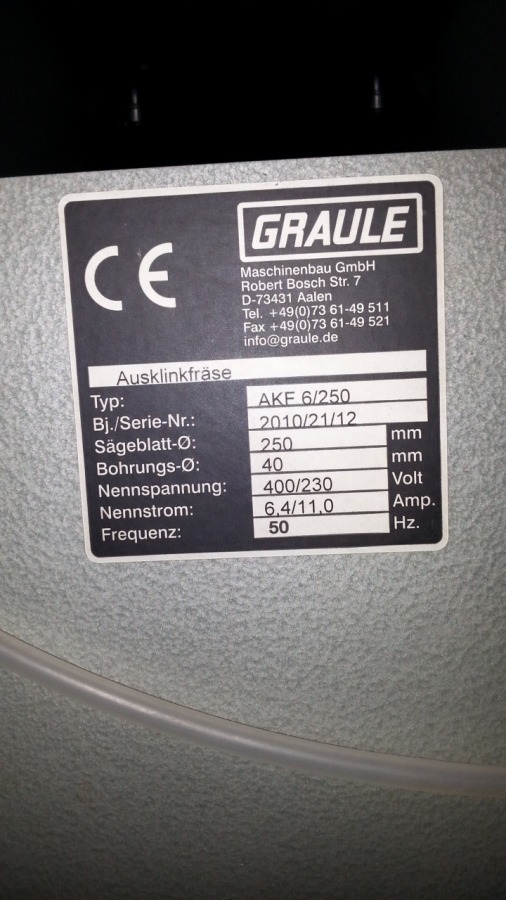 CE
GRAULE
Maschinenbau GmbH
Robert Bosch Str. 7
D-73431 Aalen
Tel. +49(0)73 61-49 511
Fax +49(0)73 61-49 521
info@graule.de
Ausklinkfräse
Typ: AKF 6/250
Bj./Serie-Nr.: 2010/21/12
Sägeblatt-Ø: 250 mm
Bohrungs-Ø: 40 mm
Nennspannung: 400/230 Volt
Nennstrom: 6,4/11,0 Amp.
Frequenz: 50 Hz.